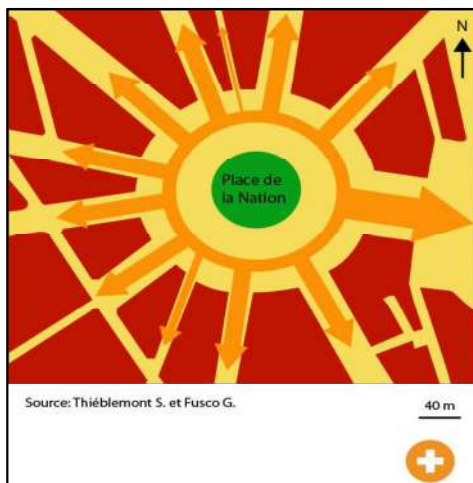 N
Place de
la Nation
Source: Thiéblemont S. et Fusco G.
40 m